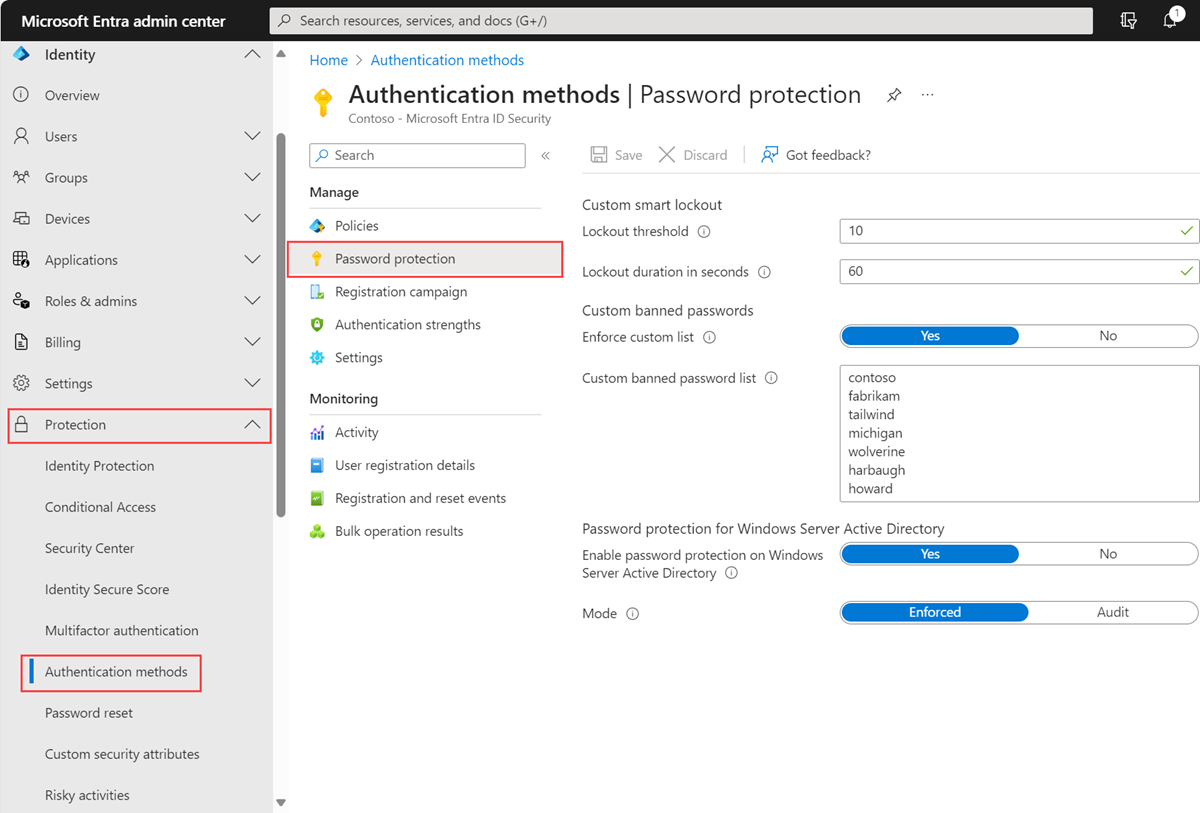 Microsoft Entra admin center
Search resources, services, and docs (G+/)
1
Identity
Overview
Users
Groups
Devices
Applications
Roles & admins
Billing
Settings
Protection
Identity Protection
Conditional Access
Security Center
Identity Secure Score
Multifactor authentication
Authentication methods
Password reset
Custom security attributes
Risky activities
Home > Authentication methods
Authentication methods | Password protection
Contoso - Microsoft Entra ID Security
Search
Manage
Policies
Password protection
Registration campaign
Authentication strengths
Settings
Monitoring
Activity
User registration details
Registration and reset events
Bulk operation results
Save
Discard
Got feedback?
Custom smart lockout
Lockout threshold
10
Lockout duration in seconds
60
Custom banned passwords
Enforce custom list
Yes
No
Custom banned password list
contoso
fabrikam
tailwind
michigan
wolverine
harbaugh
howard
Password protection for Windows Server Active Directory
Enable password protection on Windows
Server Active Directory
Yes
No
Mode
Enforced
Audit